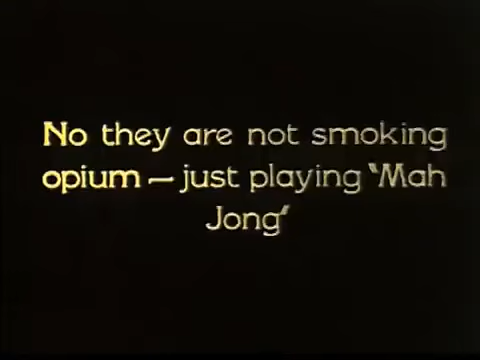 No they are not smoking
opium — just playing 'Mah
Jong'